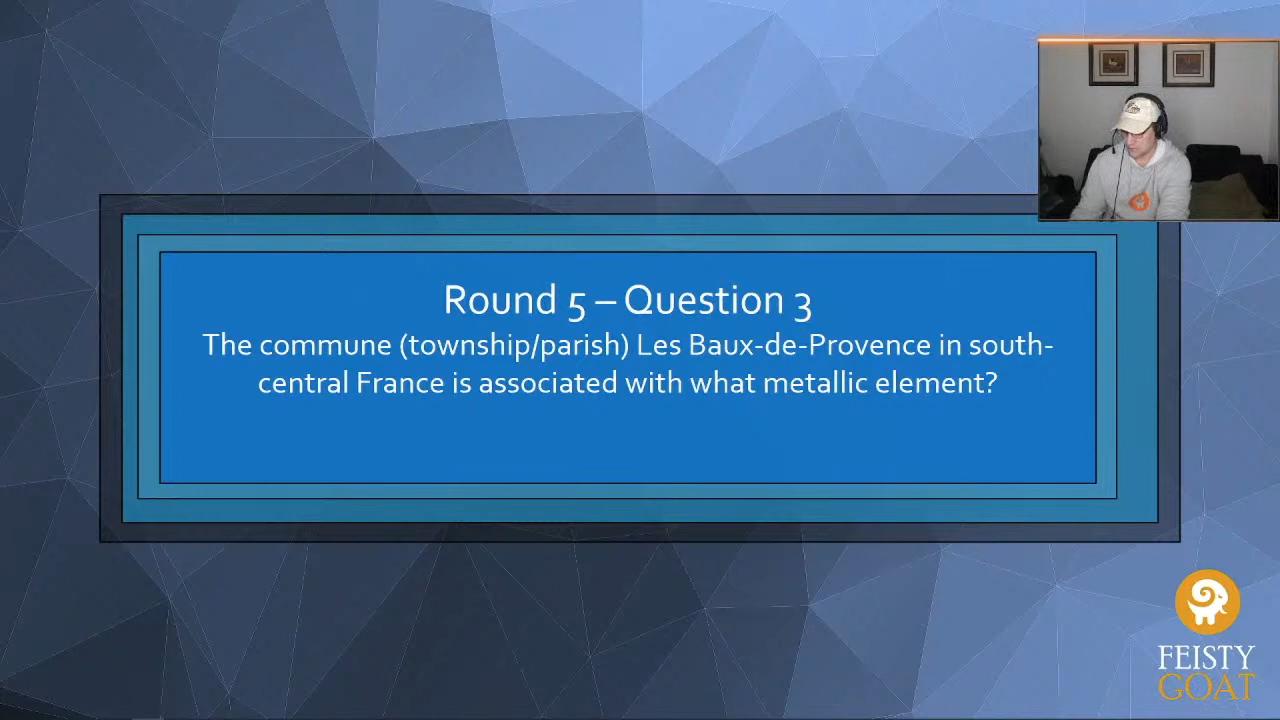 Round 5 – Question 3
The commune (township/parish) Les Baux-de-Provence in south-
central France is associated with what metallic element?
FEISTY
GOAT